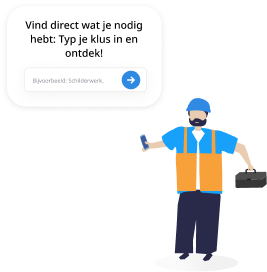 Vind direct wat je nodig
hebt: Typ je klus in en
ontdek!
Bijvoorbeeld: Schilderwerk.